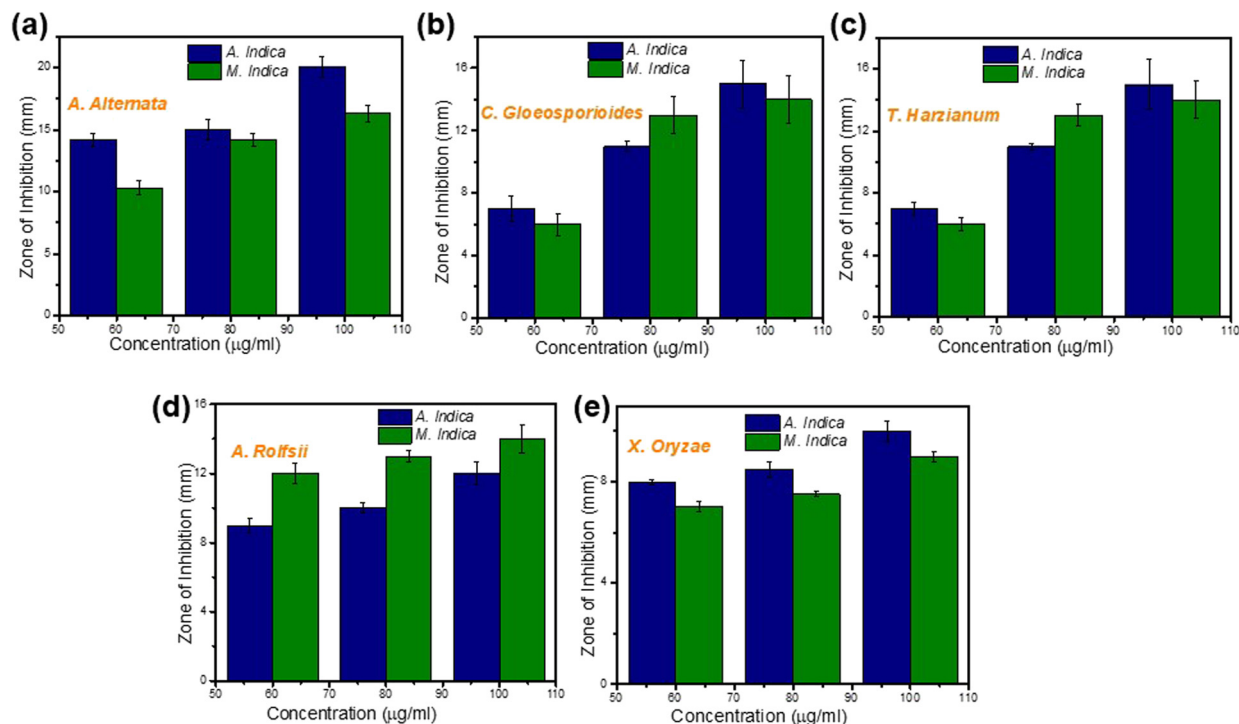 (a)
A. Indica
M. Indica
A. Alternata
Zone of Inhibition (mm)
20
15
10
5
0
50 60 70 80 90 100 110
Concentration (μg/ml)
(b)
A. Indica
M. Indica
C. Gloeosporioides
Zone of Inhibition (mm)
16
12
8
4
0
50 60 70 80 90 100 110
Concentration (μg/ml)
(c)
A. Indica
M. Indica
T. Harzianum
Zone of Inhibition (mm)
16
12
8
4
0
50 60 70 80 90 100 110
Concentration (μg/ml)
(d)
A. Indica
M. Indica
A. Rolfsii
Zone of Inhibition (mm)
16
12
8
4
0
50 60 70 80 90 100 110
Concentration (μg/ml)
(e)
A. Indica
M. Indica
X. Oryzae
Zone of Inhibition (mm)
8
4
0
50 60 70 80 90 100 110
Concentration (μg/ml)